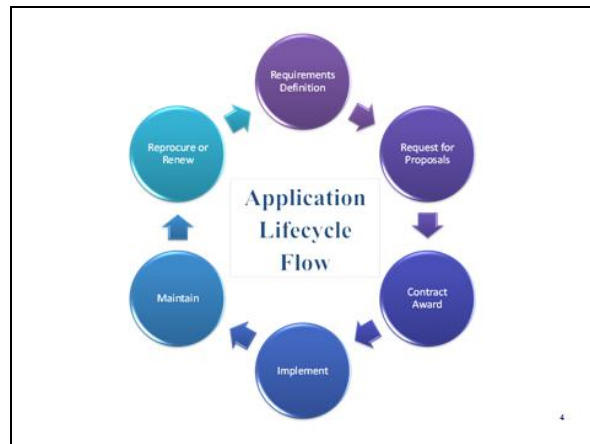 Requirements
Definition
Request for
Proposals
Contract
Award
Implement
Maintain
Reprocure or
Renew
Application
Lifecycle
Flow
4